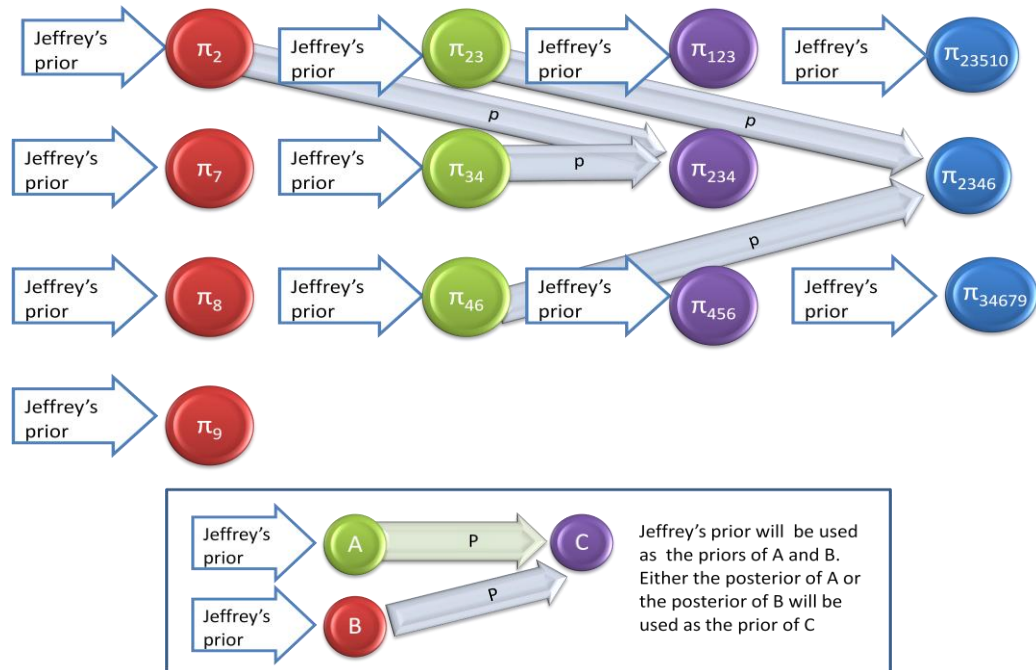 Jeffrey's
prior
π2
Jeffrey's
prior
π23
Jeffrey's
prior
π123
Jeffrey's
prior
π23510
p
p
Jeffrey's
prior
π7
Jeffrey's
prior
π34
p
π234
π2346
p
Jeffrey's
prior
π8
Jeffrey's
prior
π46
Jeffrey's
prior
π456
Jeffrey's
prior
π34679
Jeffrey's
prior
π9
Jeffrey's
prior
A
P
C
Jeffrey's
prior
B
P
Jeffrey's prior will be used
as the priors of A and B.
Either the posterior of A or
the posterior of B will be
used as the prior of C